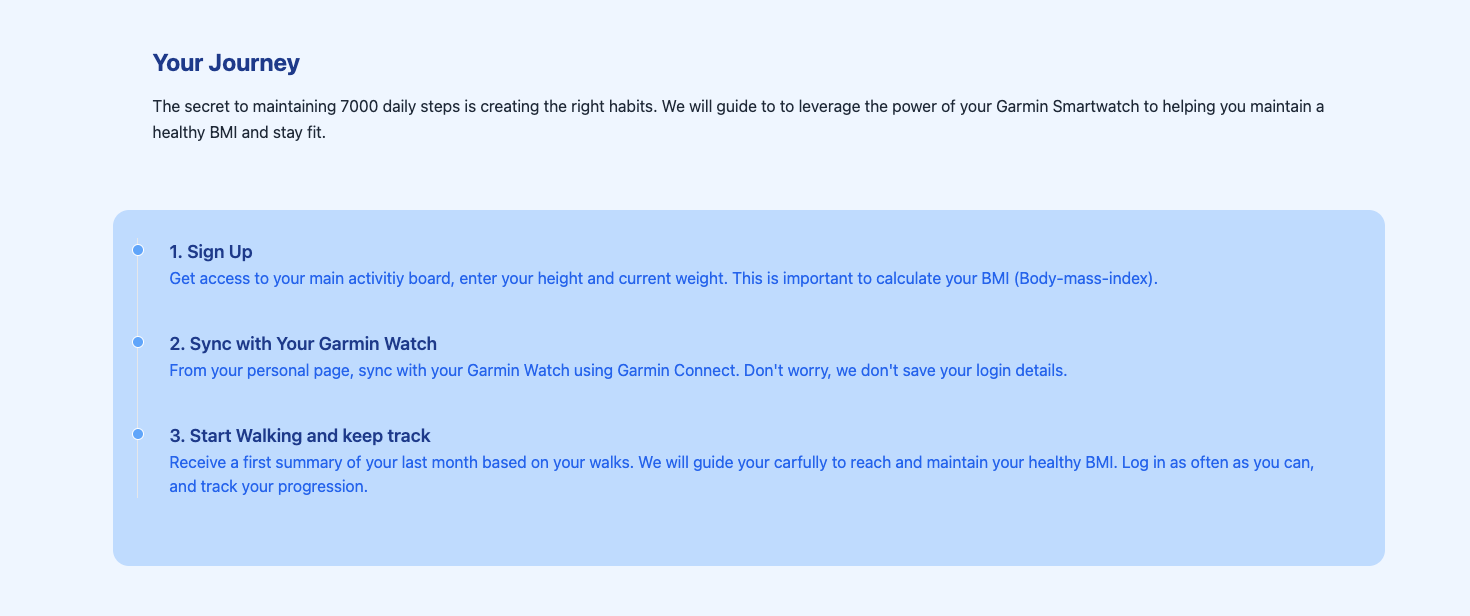 Your Journey
The secret to maintaining 7000 daily steps is creating the right habits. We will guide to to leverage the power of your Garmin Smartwatch to helping you maintain a
healthy BMI and stay fit.
1. Sign Up
Get access to your main activitiy board, enter your height and current weight. This is important to calculate your BMI (Body-mass-index).
2. Sync with Your Garmin Watch
From your personal page, sync with your Garmin Watch using Garmin Connect. Don't worry, we don't save your login details.
3. Start Walking and keep track
Receive a first summary of your last month based on your walks. We will guide your carfully to reach and maintain your healthy BMI. Log in as often as you can,
and track your progression.